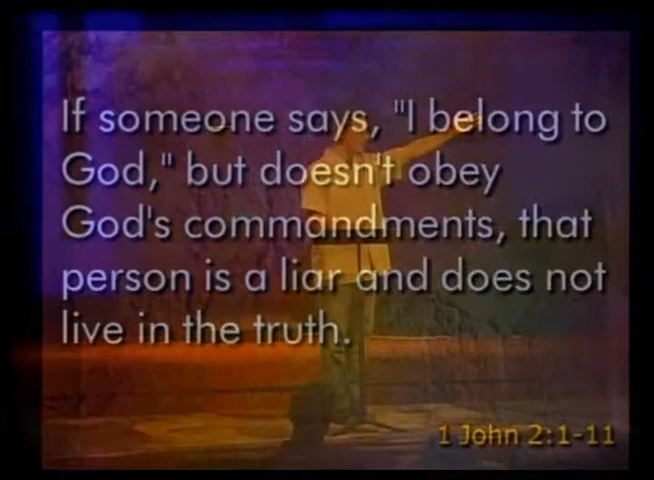 If someone says, "I belong to
God," but doesn't obey
God's commandments, that
person is a liar and does not
live in the truth.
1 John 2:1-11